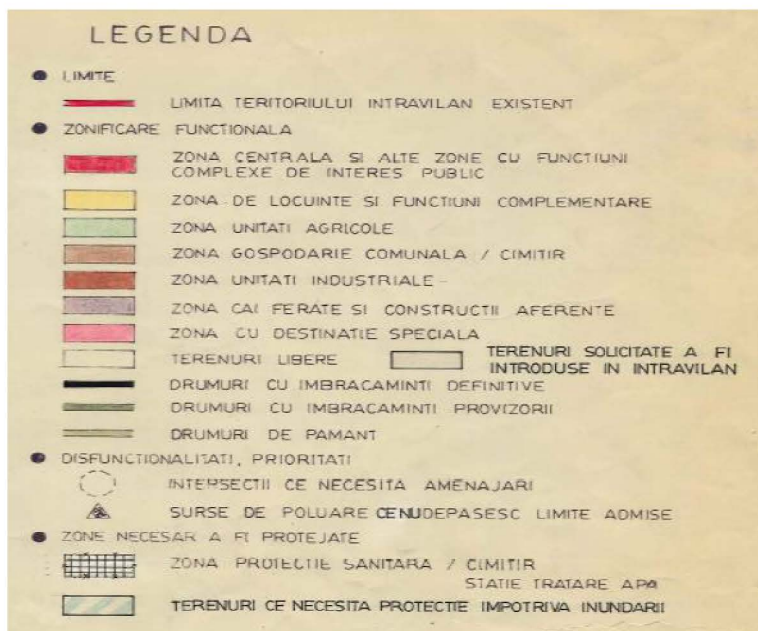 LEGENDA
LIMITE
LIMITA TERITORIULUI INTRAVILAN EXISTENT
ZONIFICARE FUNCTIONALA
ZONA CENTRALA SI ALTE ZONE CU FUNCTIUNI
COMPLEXE DE INTERES PUBLIC
ZONA DE LOCUINTE SI FUNCTIUNI COMPLEMENTARE
ZONA UNITATI AGRICOLE
ZONA GOSPODARIE COMUNALA / CIMITIR
ZONA UNITATI INDUSTRIALE
ZONA CAI FERATE SI CONSTRUCTII AFERENTE
ZONA CU DESTINATIE SPECIALA
TERENURI LIBERE
TERENURI SOLICITATE A FI
INTRODUSE IN INTRAVILAN
DRUMURI CU IMBRACAMINTI DEFINITIVE
DRUMURI CU IMBRACAMINTI PROVIZORII
DRUMURI DE PAMANT
DISFUNCTIONALITATI, PRIORITATI
INTERSECTII CE NECESITA AMENAJARI
SURSE DE POLUARE CE NU DEPASESC LIMITE ADMISE
ZONE NECESAR A FI PROTEJATE
ZONA PROTECTIE SANITARA / CIMITIR
STATIE TRATARE APA
TERENURI CE NECESITA PROTECTIE IMPOTRIVA INUNDARII